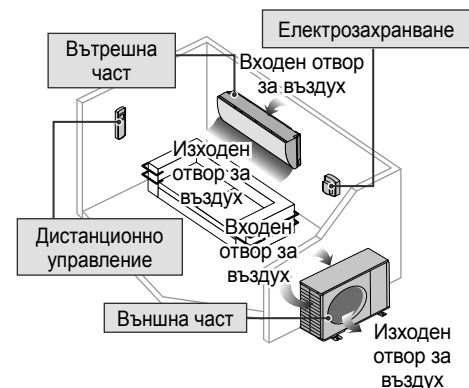 Електрозахранване
Вътрешна
част
Входен отвор
за въздух
Изходен
отвор за
въздух
Входен
отвор за
въздух
Дистанционно
управление
Външна част
Изходен
отвор за
въздух